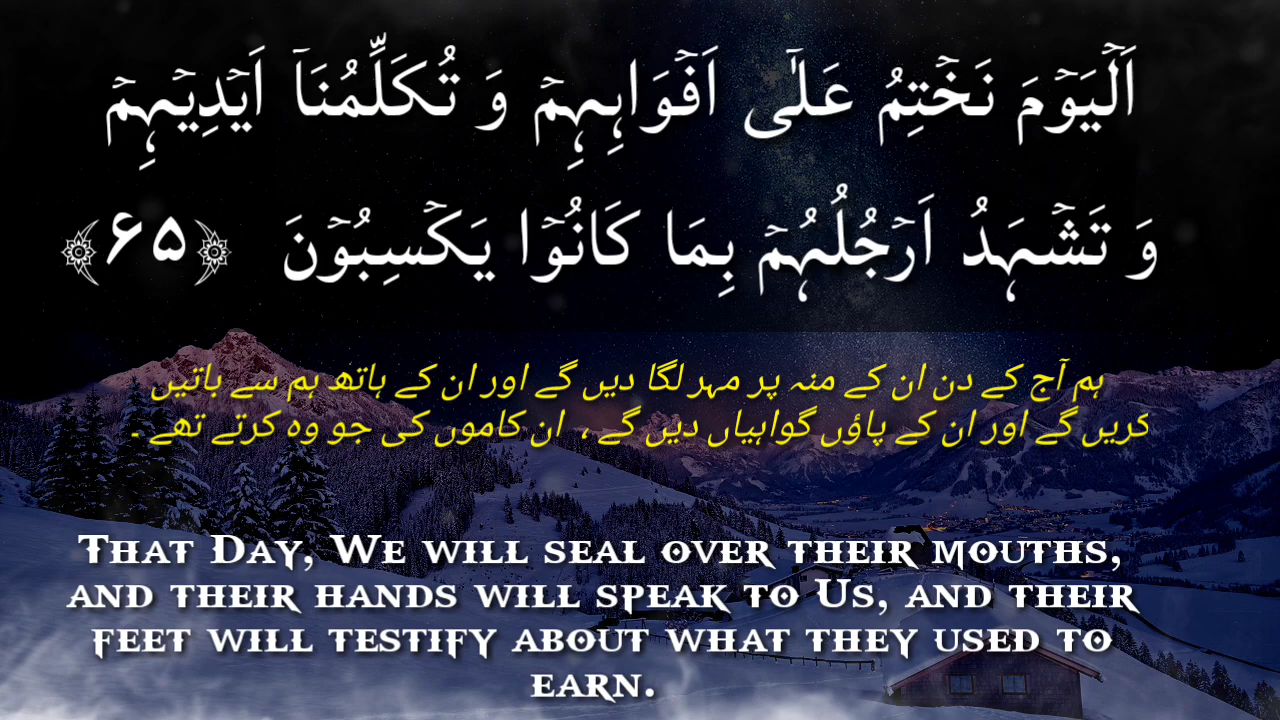 اَلۡیَوۡمَ نَخۡتِمُ عَلٰۤی اَفۡوَاہِہِمۡ وَ تُکَلِّمُنَاۤ اَیۡدِیۡہِمۡ
وَ تَشۡہَدُ اَرۡجُلُہُمۡ بِمَا کَانُوۡا یَکۡسِبُوۡنَ ﴿۶۵﴾
ہم آج کے دن ان کے منہ پر مہر لگا دیں گے اور ان کے ہاتھ ہم سے باتیں
کریں گے اور ان کے پاؤں گواہیاں دیں گے ، ان کاموں کی جو وہ کرتے تھے ۔
That Day, We will seal over their mouths,
and their hands will speak to Us, and their
feet will testify about what they used to
earn.